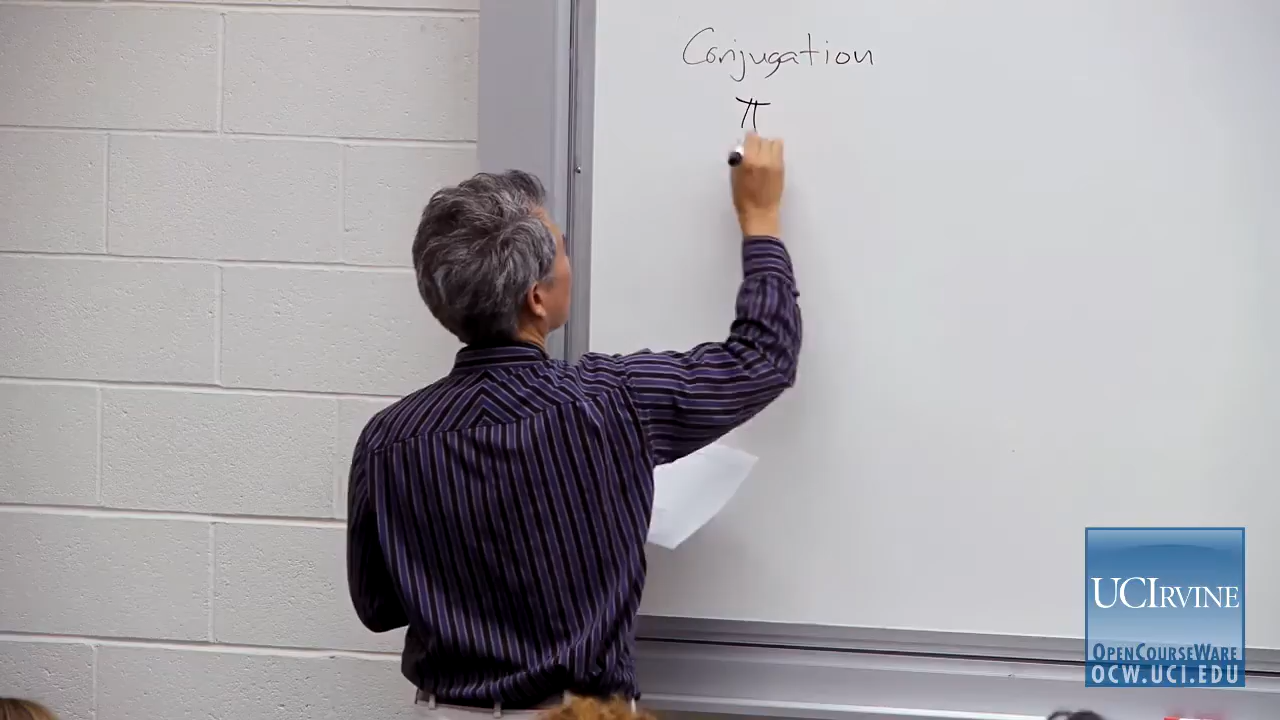 Conjugation
π
UCIRVINE
OPENCOURSEWARE
OCW.UCI.EDU